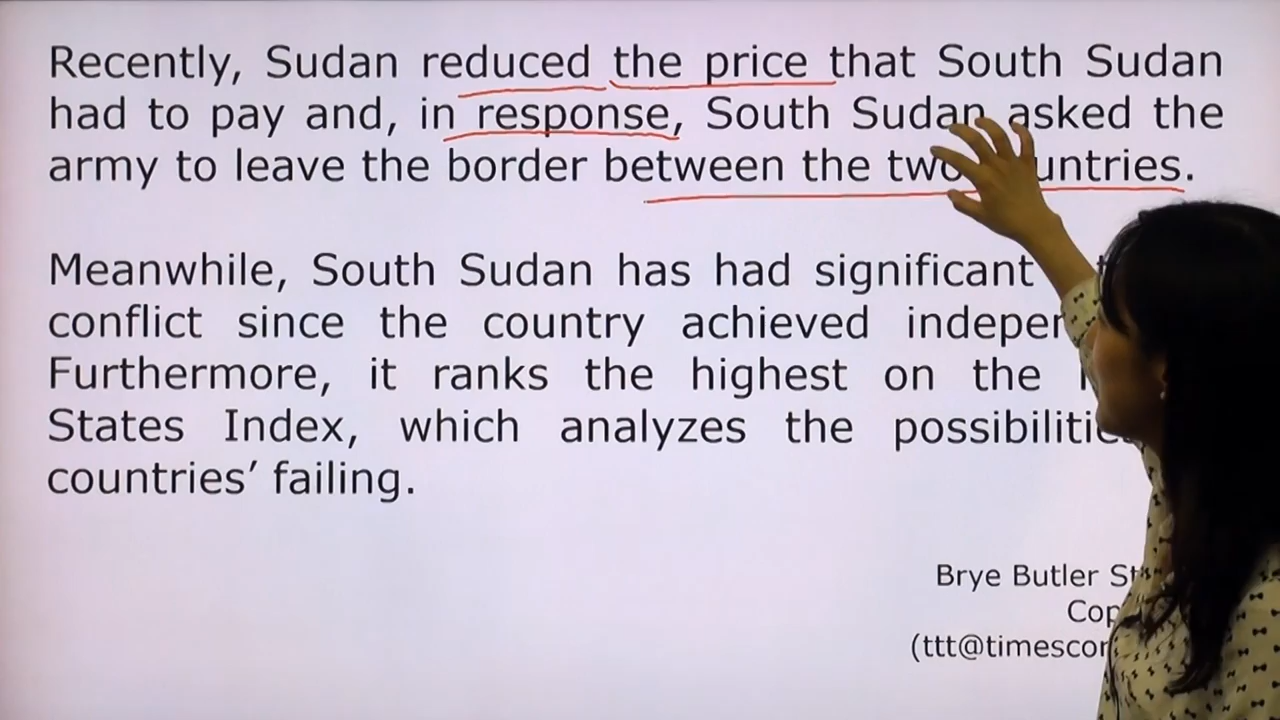 Recently, Sudan reduced the price that South Sudan
had to pay and, in response, South Sudan asked the
army to leave the border between the two countries.
Meanwhile, South Sudan has had significant
conflict since the country achieved
Furthermore, it ranks the highest on the
States Index, which analyzes the
countries' failing.
Brye Butler